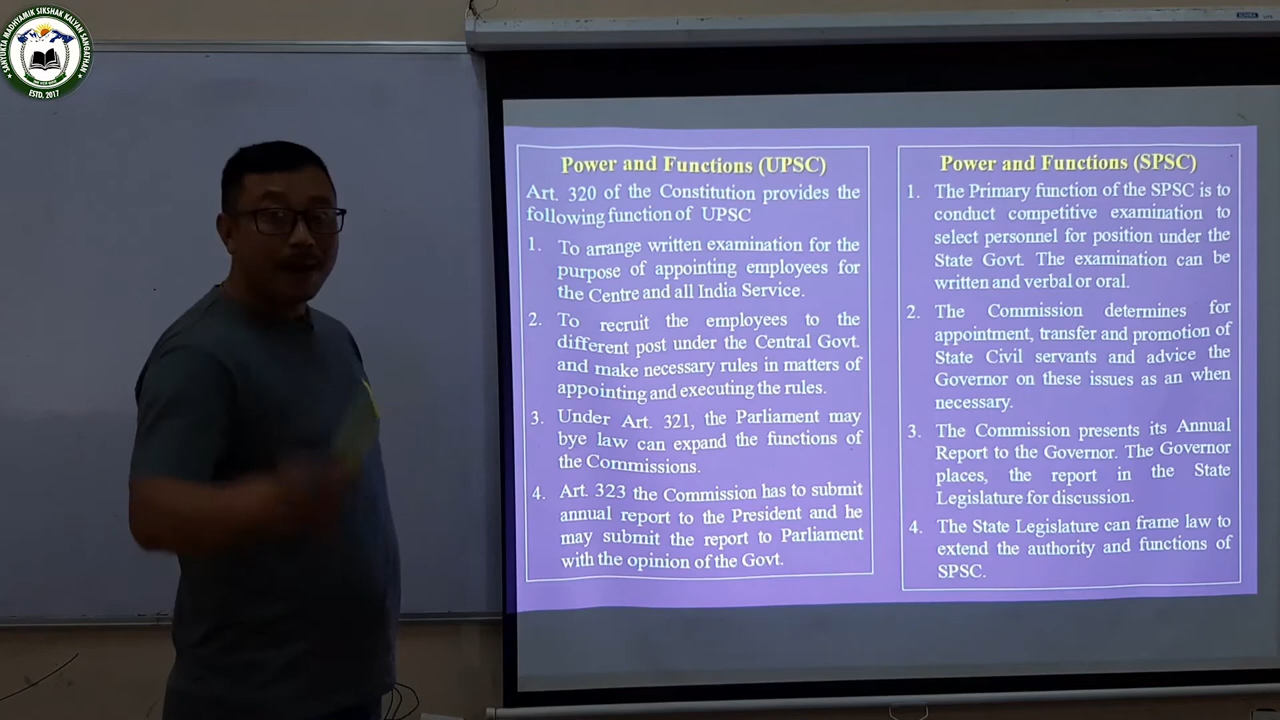 SANYUKTA MADHYAMIK SIKSHAK KALYAN SANGATHAN
ESTD. 2017
Power and Functions (UPSC)
Art. 320 of the Constitution provides the
following function of UPSC
1. To arrange written examination for the
purpose of appointing employees for
the Centre and all India Service.
2. To recruit the employees to the
different post under the Central Govt.
and make necessary rules in matters of
appointing and executing the rules.
3. Under Art. 321, the Parliament may
bye law can expand the functions of
the Commissions.
4. Art. 323 the Commission has to submit
annual report to the President and he
may submit the report to Parliament
with the opinion of the Govt.
Power and Functions (SPSC)
1. The Primary function of the SPSC is to
conduct competitive examination to
select personnel for position under the
State Govt. The examination can be
written and verbal or oral.
2. The Commission determines for
appointment, transfer and promotion of
State Civil servants and advice the
Governor on these issues as an when
necessary.
3. The Commission presents its Annual
Report to the Governor. The Governor
places, the report in the State
Legislature for discussion.
4. The State Legislature can frame law to
extend the authority and functions of
SPSC.